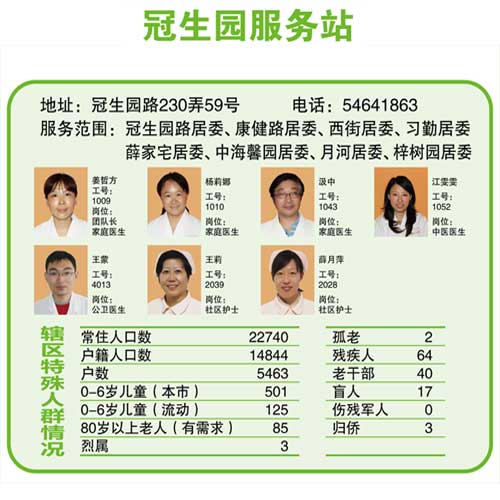 冠生园服务站
地址：冠生园路230弄59号 电话：54641863
服务范围：冠生园路居委、康健路居委、西街居委、习勤居委
薛家宅居委、中海馨园居委、月河居委、梓树园居委
姜哲方
工号：
1009
岗位：
团队长
家庭医生
杨莉娜
工号：
1010
岗位：
家庭医生
汲中
工号：
1043
岗位：
家庭医生
江雯雯
工号：
1052
岗位：
中医医生
王蒙
工号：
4013
岗位：
公卫医生
王莉
工号：
2039
岗位：
社区护士
薛月萍
工号：
2028
岗位：
社区护士
辖区特殊人群情况
常住人口数 22740
户籍人口数 14844
户数 5463
0-6岁儿童（本市） 501
0-6岁儿童（流动） 125
80岁以上老人（有需求） 85
烈属 3
孤老 2
残疾人 64
老干部 40
盲人 17
伤残军人 0
归侨 3